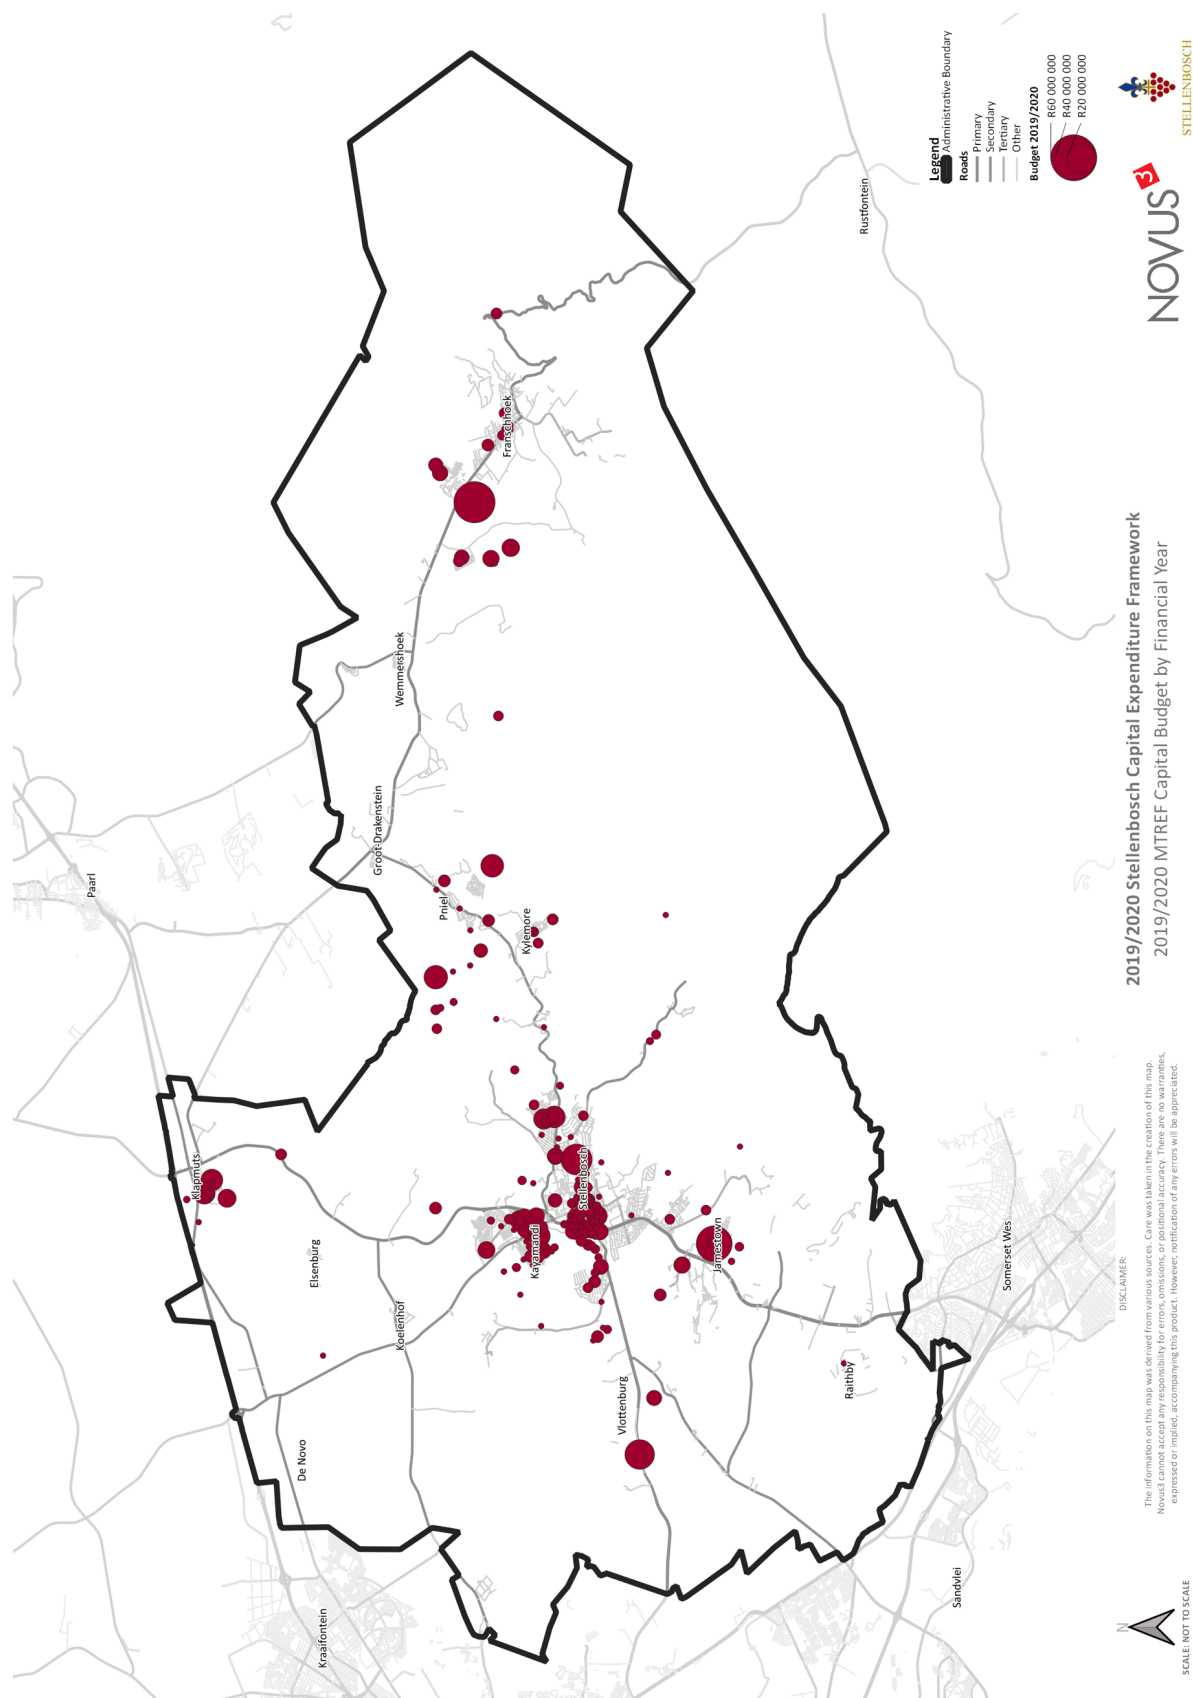 Paarl
Klapmuts
Wemmershoek
Groot-Drakenstein
Franschhoek
Pniel
Kylemore
Elsenburg
Koelenhof
De Novo
Kraaifontein
Kayamandi
Stellenbosch
Vlottenburg
Jamestown
Raithby
Somerset Wes
Sandvlei
Rustfontein
Legend
Administrative Boundary
Roads
Primary
Secondary
Tertiary
Other
Budget 2019/2020
R60 000 000
R40 000 000
R20 000 000
STELLENBOSCH
NOVUS3
2019/2020 Stellenbosch Capital Expenditure Framework
2019/2020 MTREF Capital Budget by Financial Year
DISCLAIMER:
The information on this map was derived from various sources. Care was taken in the creation of this map.
Novus3 cannot accept any responsibility for errors, omissions, or positional accuracy. There are no warranties,
expressed or implied, accompanying this product. However, notification of any errors will be appreciated.
N
SCALE: NOT TO SCALE